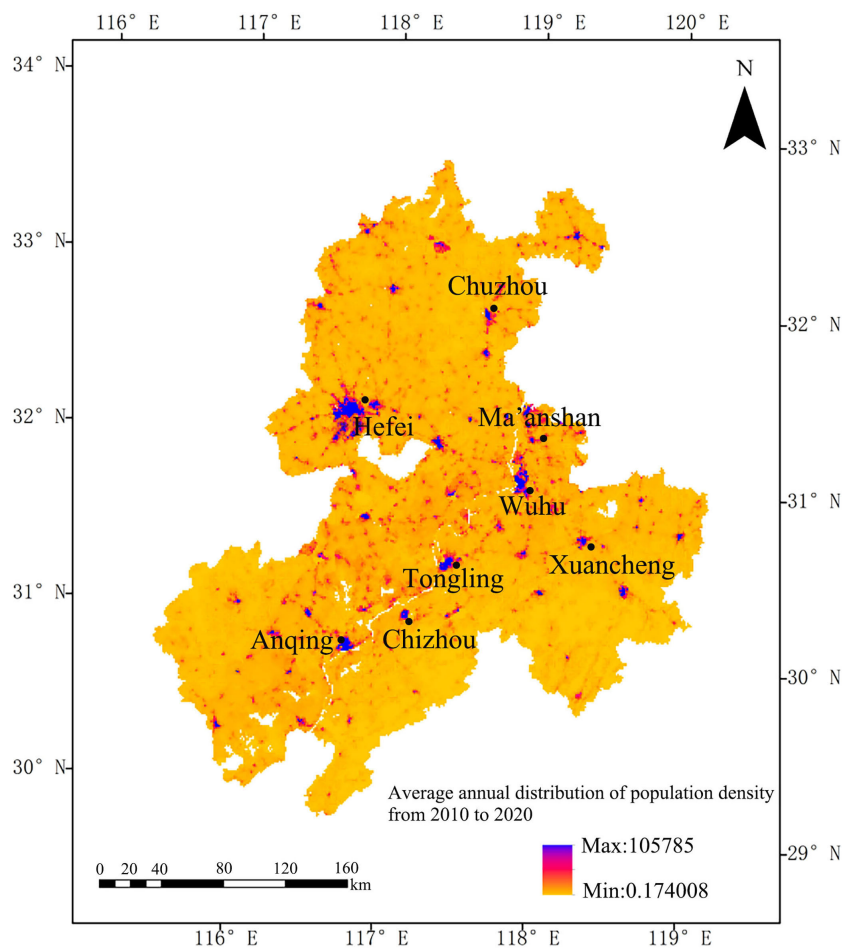 116° E 117° E 118° E 119° E 120° E
34° N
N
33° N
33° N
Chuzhou
32° N
32° N
Ma'anshan
Hefei
31° N
Wuhu
Xuancheng
Tongling
31° N
Anqing
Chizhou
30° N
30° N
Average annual distribution of population density
from 2010 to 2020
Max:105785
29° N
0 20 40 80 120 160
km
Min:0.174008
116° E 117° E 118° E 119° E